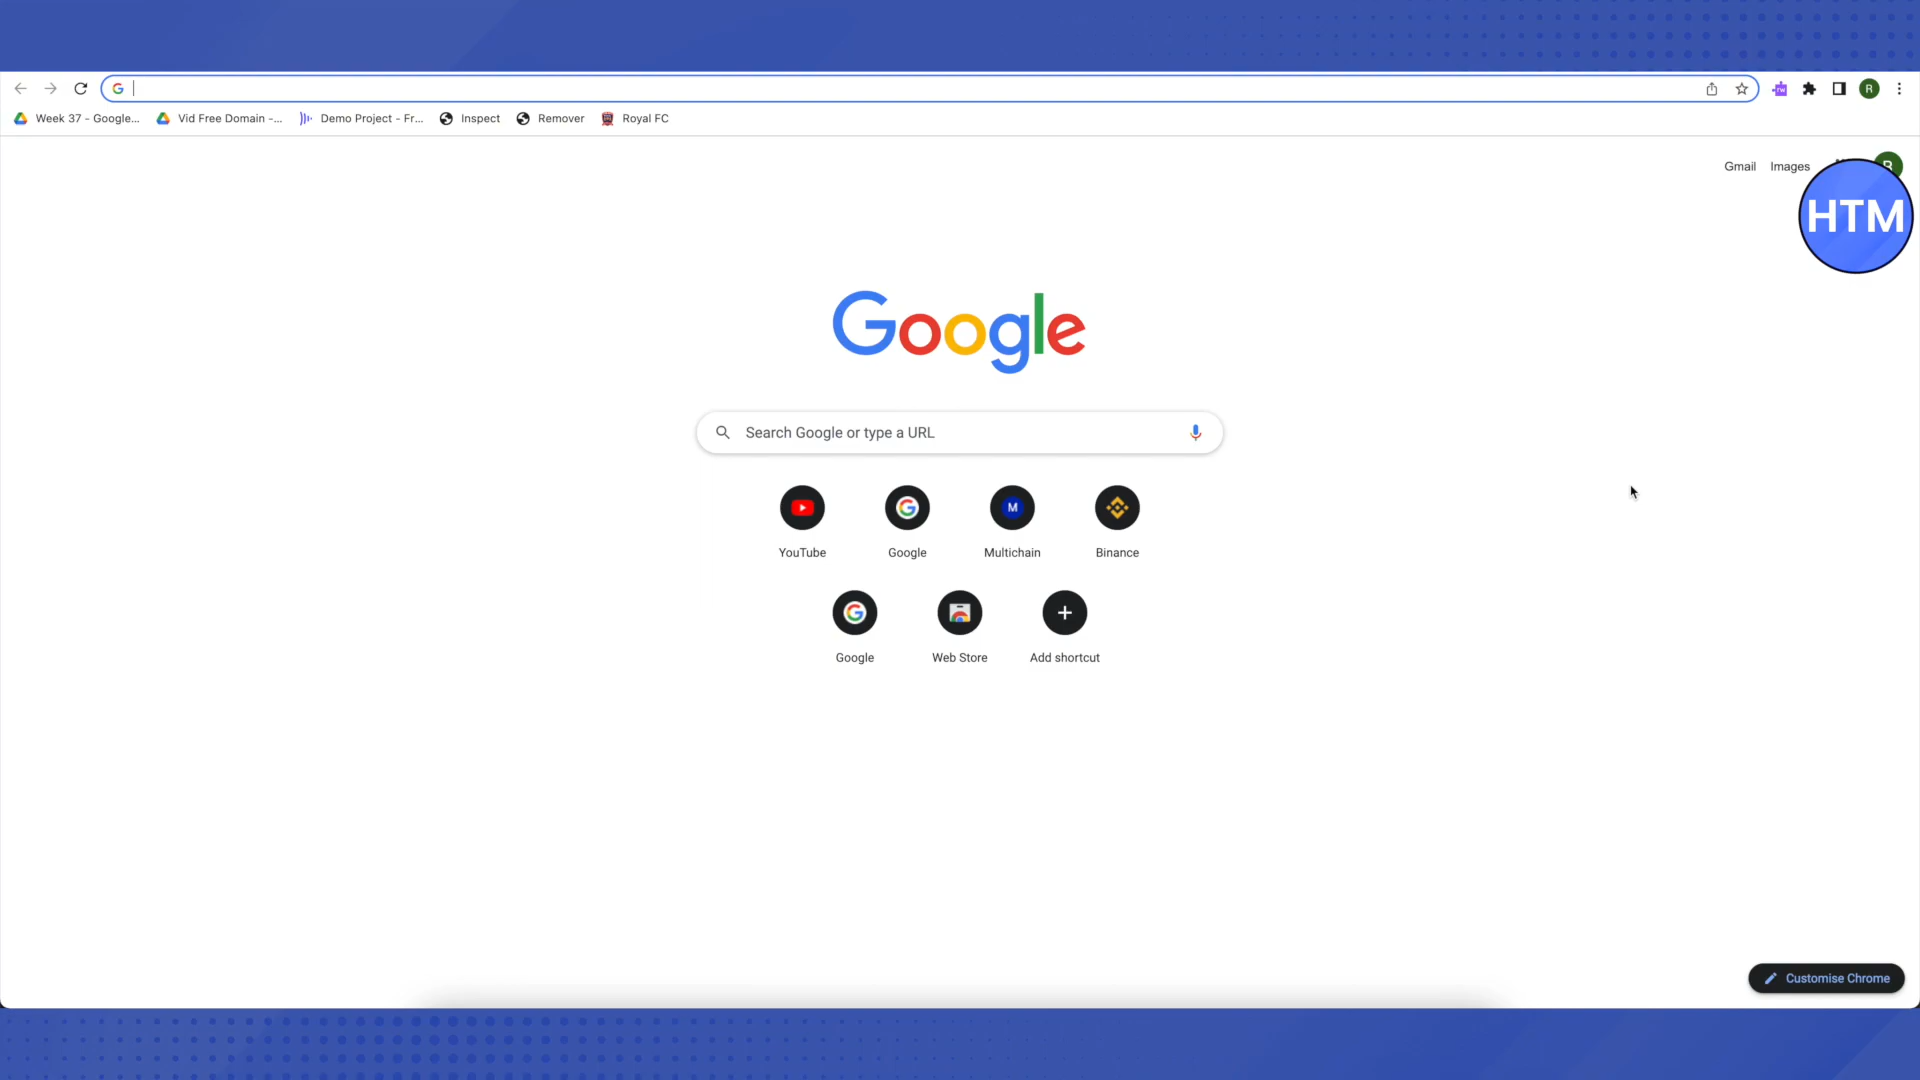 Week 37 - Google...
Vid Free Domain -...
Demo Project - Fr...
Inspect
Remover
Royal FC
rw
R
Gmail
Images
R
HTM
Google
Search Google or type a URL
M
YouTube
Google
Multichain
Binance
Google
Web Store
Add shortcut
Customise Chrome